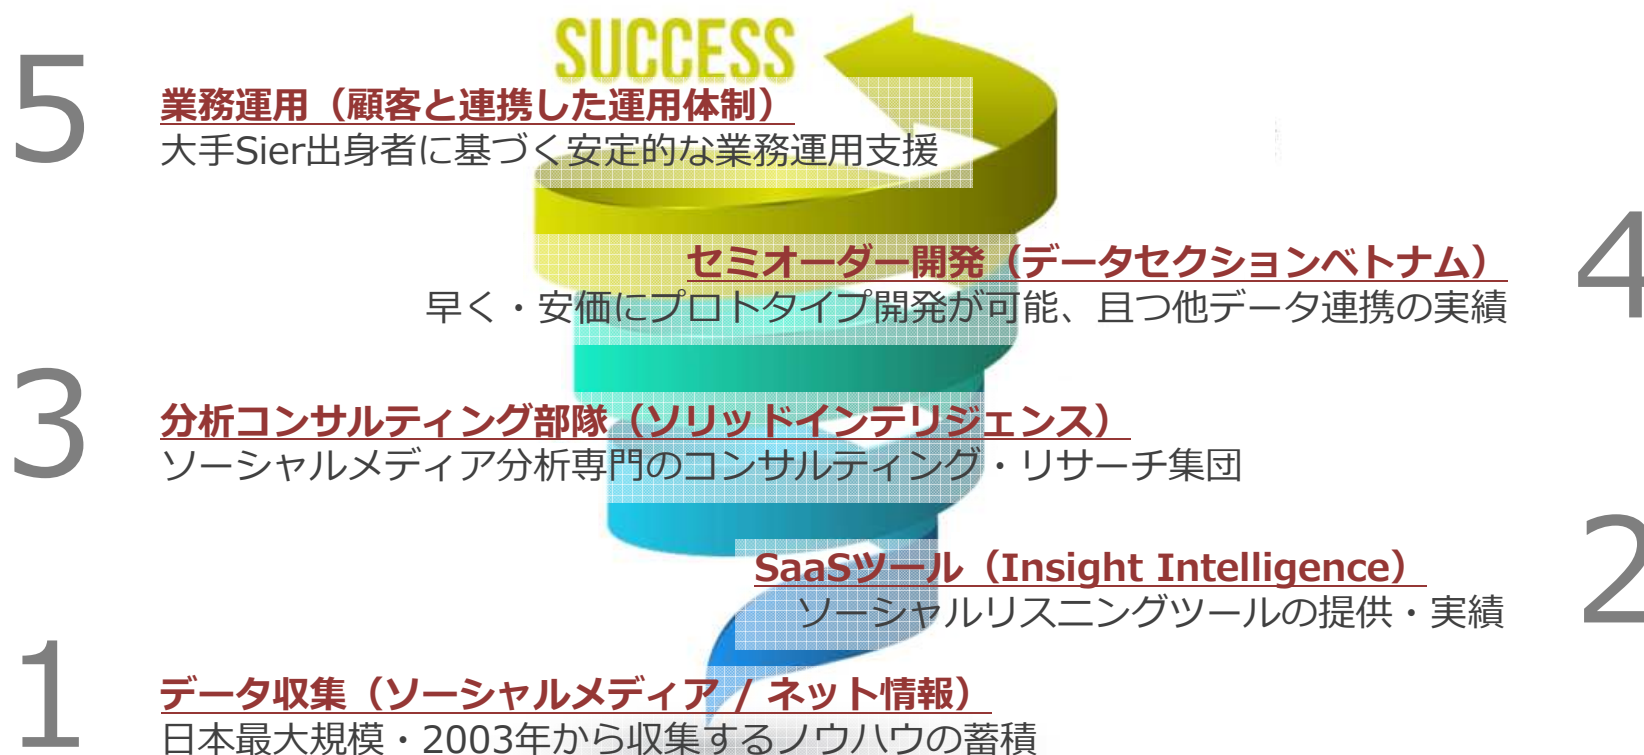 SUCCESS
5
業務運用（顧客と連携した運用体制）
大手Sier出身者に基づく安定的な業務運用支援
4
セミオーダー開発（データセクションベトナム）
早く・安価にプロトタイプ開発が可能、且つ他データ連携の実績
3
分析コンサルティング部隊（ソリッドインテリジェンス）
ソーシャルメディア分析専門のコンサルティング・リサーチ集団
2
SaaSツール（Insight Intelligence）
ソーシャルリスニングツールの提供・実績
1
データ収集（ソーシャルメディア / ネット情報）
日本最大規模・2003年から収集するノウハウの蓄積